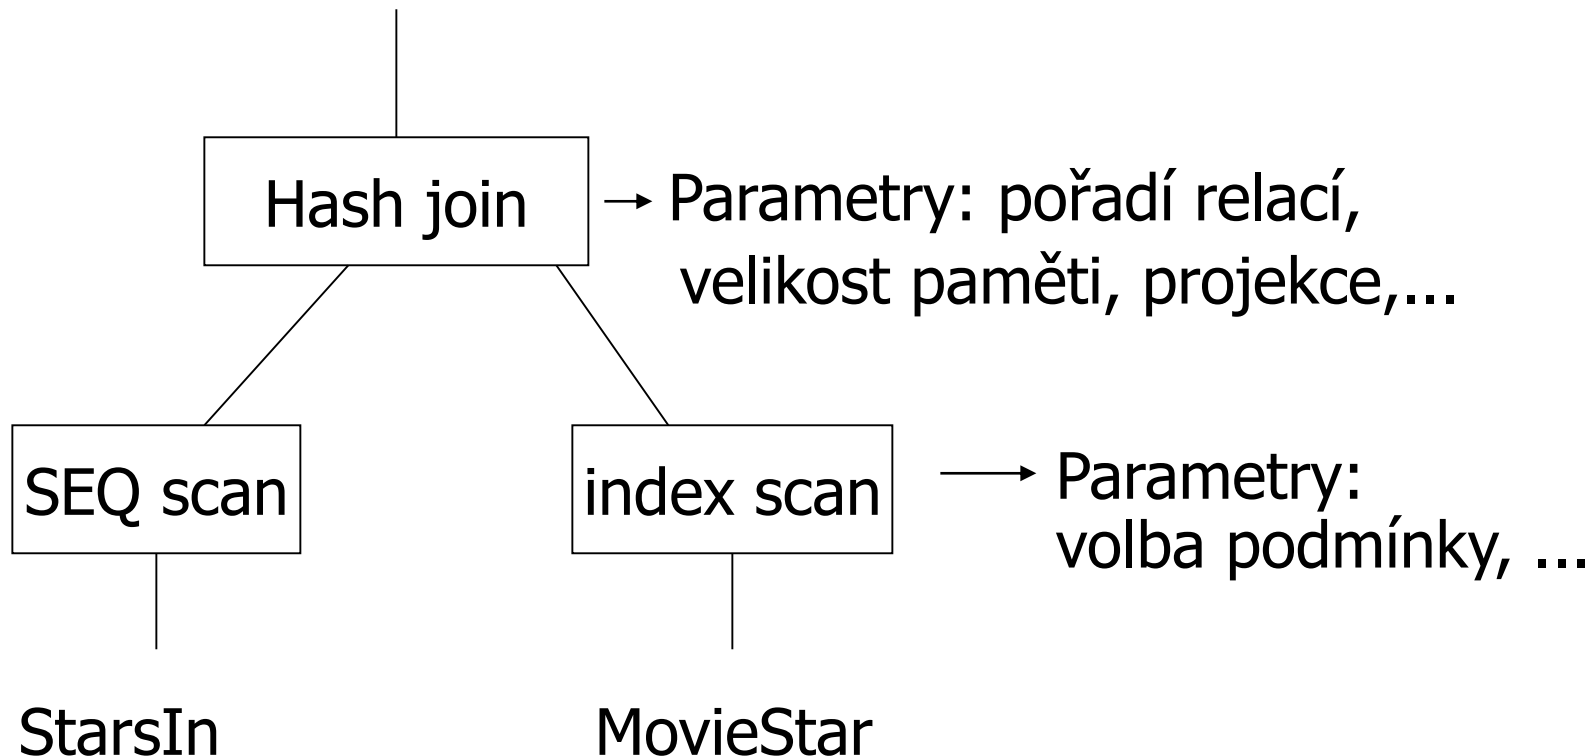 Hash join
Parametry: pořadí relací,
velikost paměti, projekce,...
SEQ scan
index scan
Parametry:
volba podmínky, ...
StarsIn
MovieStar